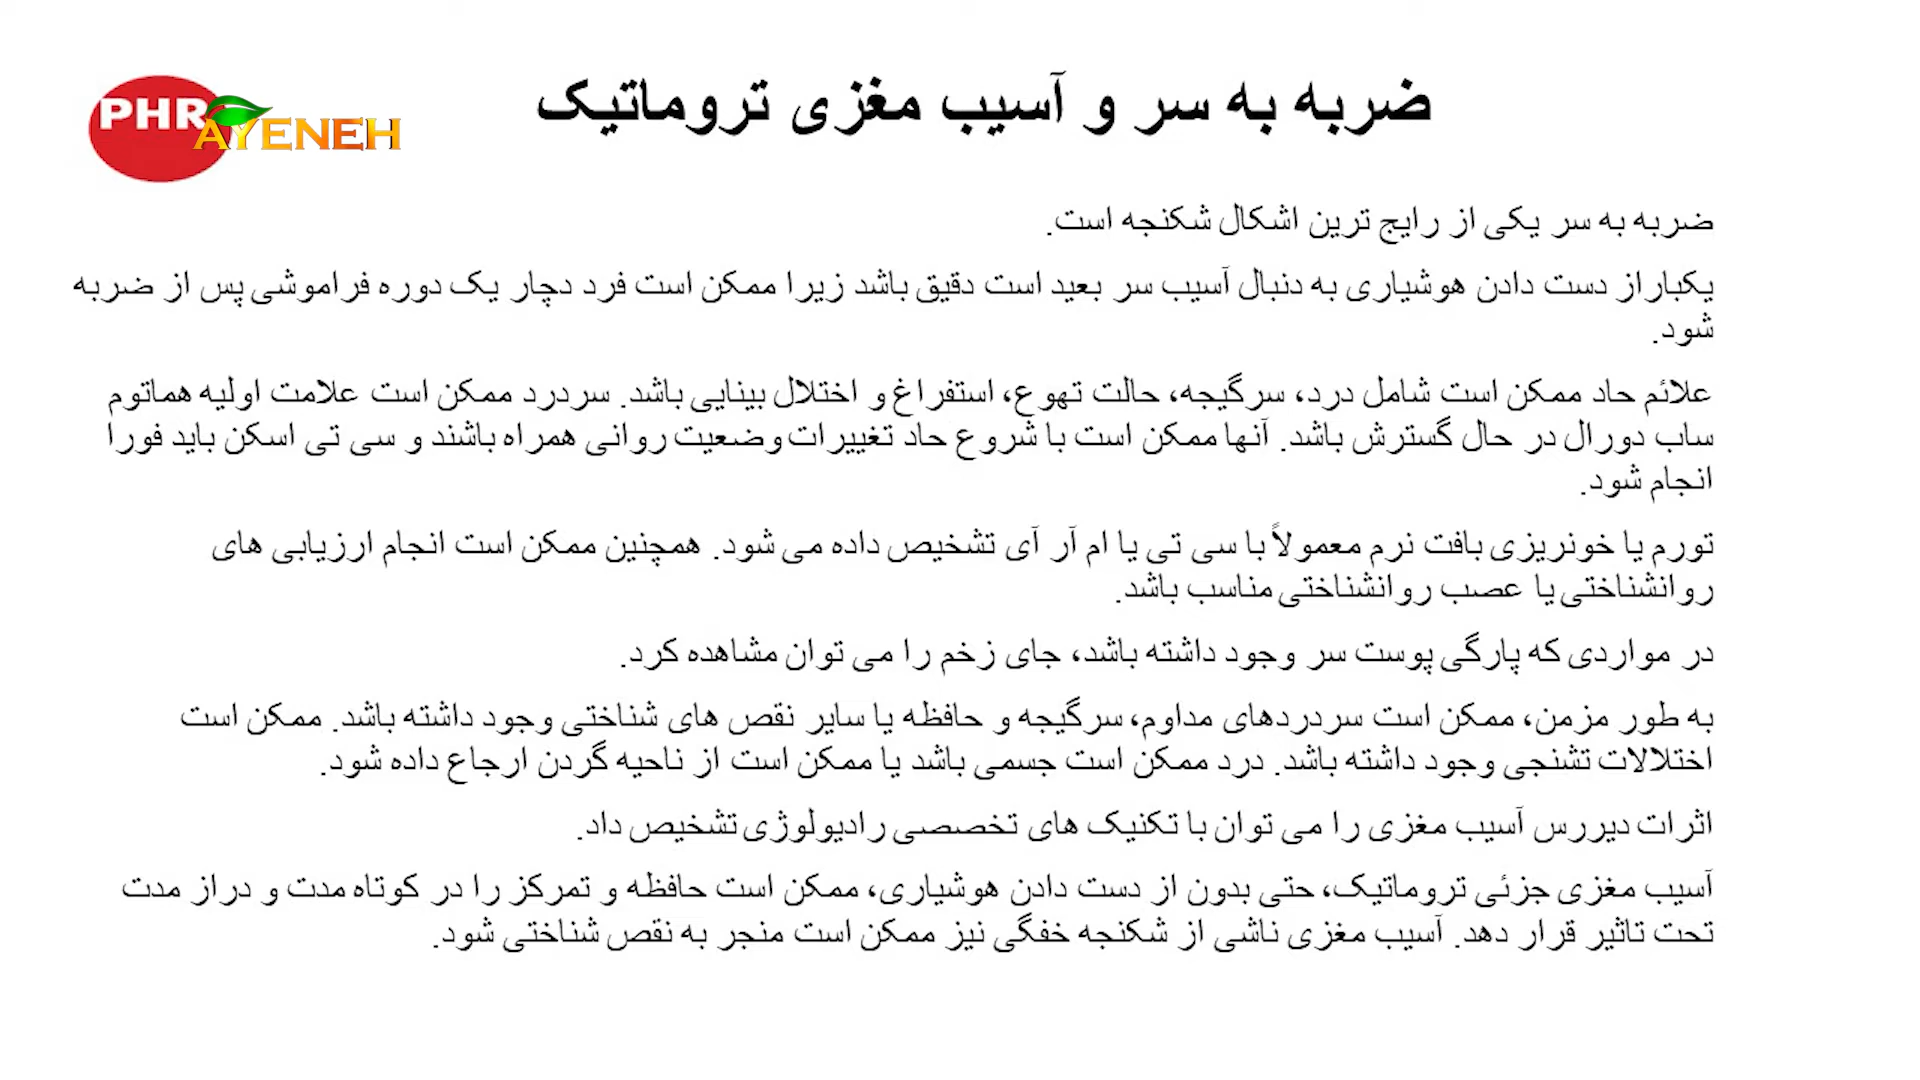 ضربه به سر و آسیب مغزی تروماتیک
PHR
AYENEH
ضربه به سر یکی از رایج ترین اشکال شکنجه است.
یکباراز دست دادن هوشیاری به دنبال آسیب سر بعید است دقیق باشد زیرا ممکن است فرد دچار یک دوره فراموشی پس از ضربه
شود.
علائم حاد ممکن است شامل درد، سرگیجه، حالت تهوع، استفراغ و اختلال بینایی باشد. سردرد ممکن است علامت اولیه هماتوم
ساب دورال در حال گسترش باشد. آنها ممکن است با شروع حاد تغییرات وضعیت روانی همراه باشند و سی تی اسکن باید فورا
انجام شود.
تورم یا خونریزی بافت نرم معمولاً با سی تی یا ام آر آی تشخیص داده می شود. همچنین ممکن است انجام ارزیابی های
روانشناختی یا عصب روانشناختی مناسب باشد.
در مواردی که پارگی پوست سر وجود داشته باشد، جای زخم را می توان مشاهده کرد.
به طور مزمن، ممکن است سردردهای مداوم، سرگیجه و حافظه یا سایر نقص های شناختی وجود داشته باشد. ممکن است
اختلالات تشنجی وجود داشته باشد. درد ممکن است جسمی باشد یا ممکن است از ناحیه گردن ارجاع داده شود.
اثرات دیررس آسیب مغزی را می توان با تکنیک های تخصصی رادیولوژی تشخیص داد.
آسیب مغزی جزئی تروماتیک، حتی بدون از دست دادن هوشیاری، ممکن است حافظه و تمرکز را در کوتاه مدت و دراز مدت
تحت تاثیر قرار دهد. آسیب مغزی ناشی از شکنجه خفگی نیز ممکن است منجر به نقص شناختی شود.